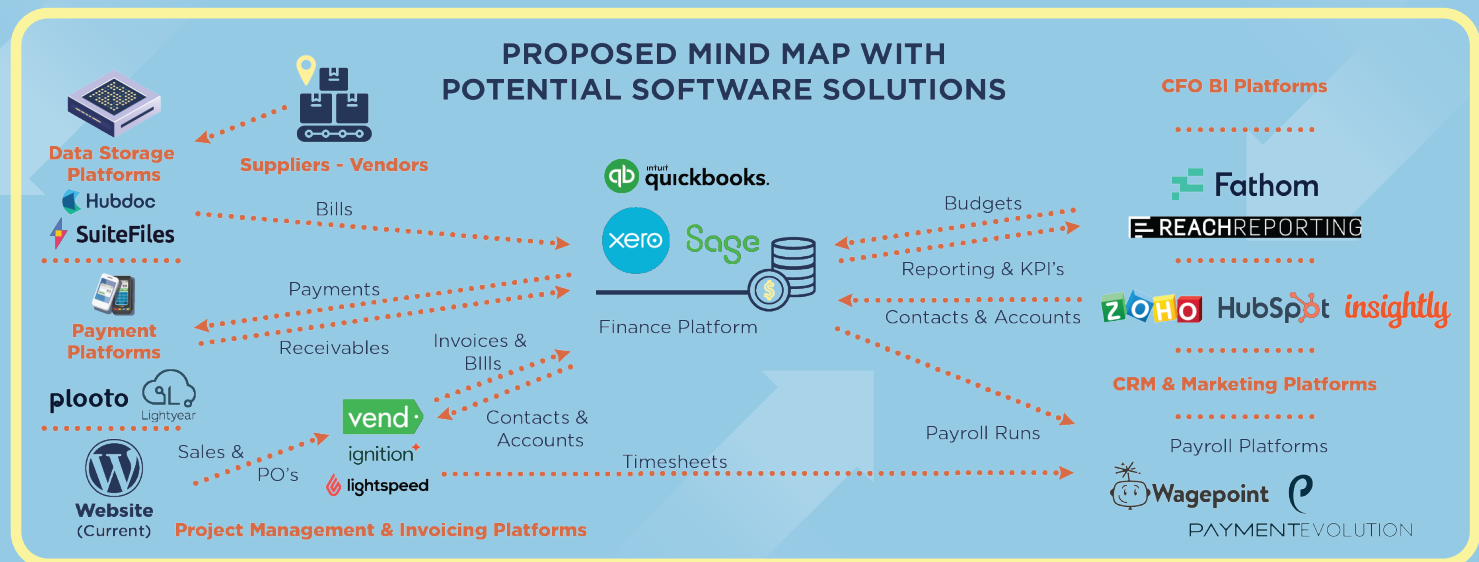 PROPOSED MIND MAP WITH
POTENTIAL SOFTWARE SOLUTIONS
Data Storage
Platforms
Hubdoc
SuiteFiles
Suppliers - Vendors
Bills
Payments
Receivables
Payment
Platforms
plooto
Lightyear
Website
(Current)
Sales &
PO's
vend
ignition
lightspeed
Project Management & Invoicing Platforms
Invoices &
BIlls
Contacts &
Accounts
Timesheets
intuit
quickbooks.
xero
Sage
$
Finance Platform
Budgets
Reporting & KPI's
Contacts & Accounts
Payroll Runs
CFO BI Platforms
Fathom
REACHREPORTING
ZOHO HubSpot insightly
CRM & Marketing Platforms
Payroll Platforms
Wagepoint
PAYMENTEVOLUTION